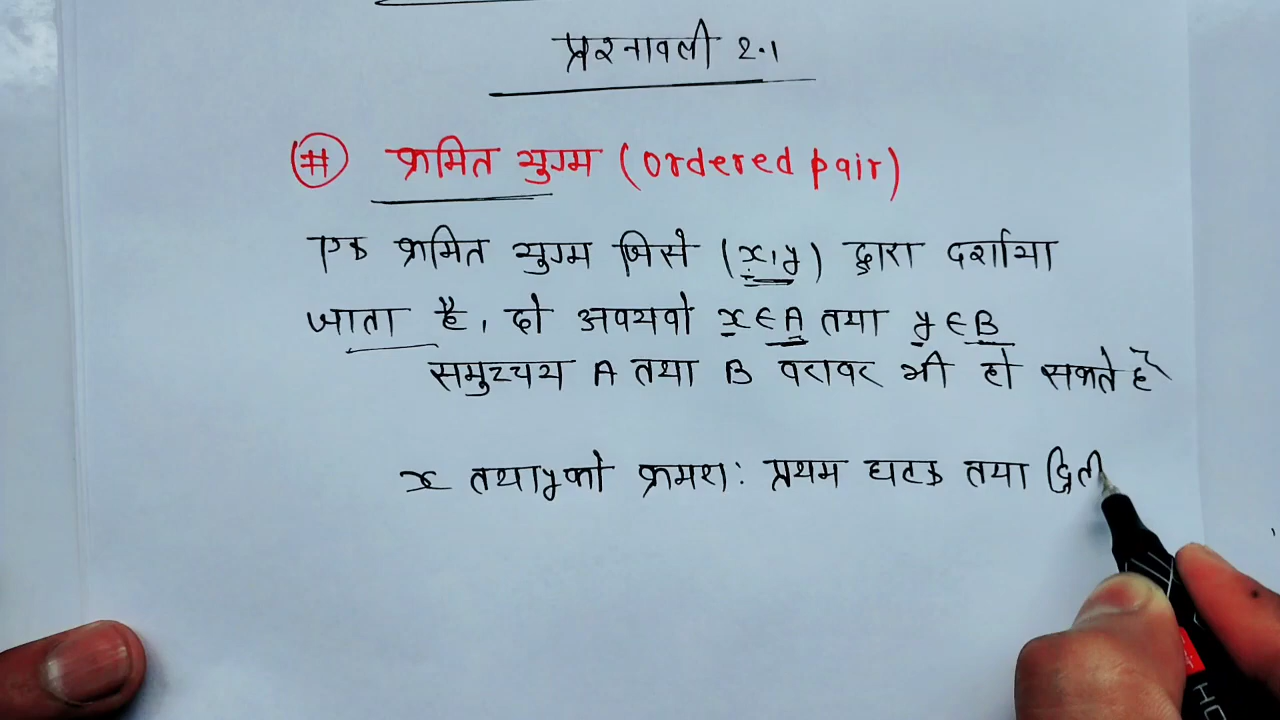 प्रश्नावली 2.1
# क्रमित युग्म (ordered pair)
एक क्रमित युग्म जिसे (x,y) द्वारा दर्शाया
जाता है, दो अवयवो x∈A तथा y∈B
समुच्चय A तथा B बराबर भी हो सकते हैं
x तथा y को क्रमश: प्रथम घटक तथा द्विती